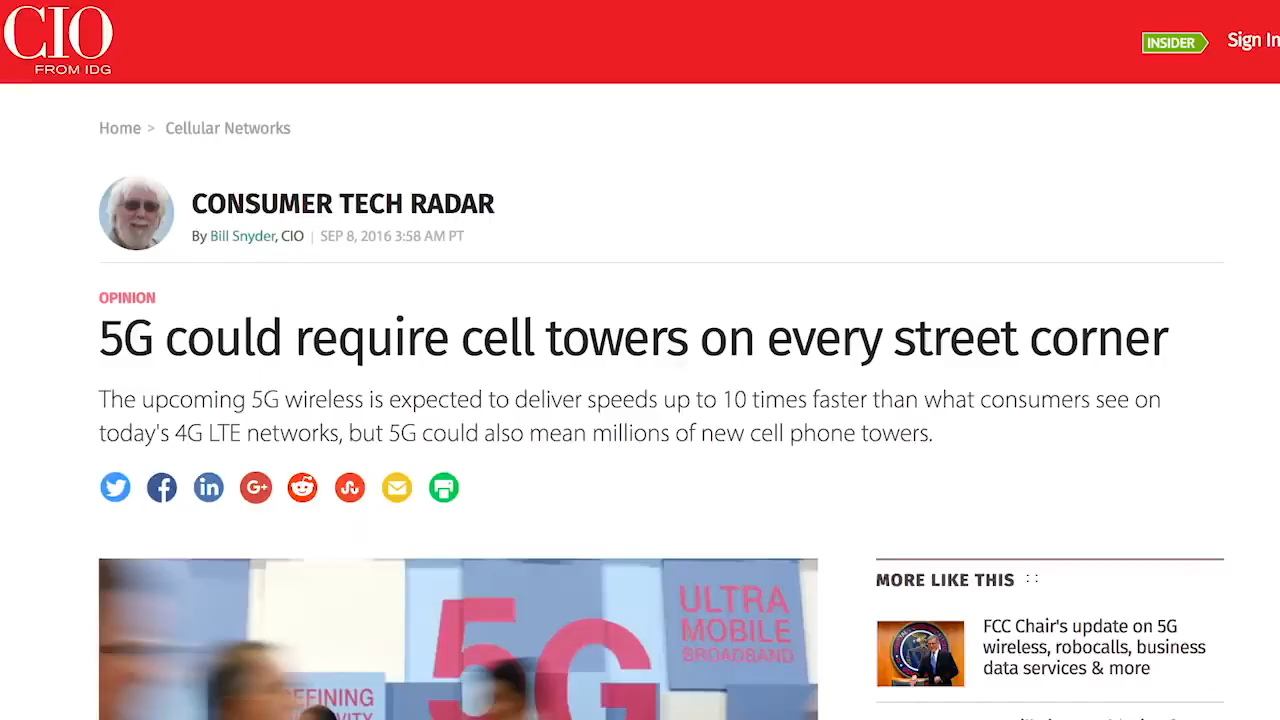 CIO
FROM IDG
INSIDER
Sign In
Home > Cellular Networks
CONSUMER TECH RADAR
By Bill Snyder, CIO | SEP 8, 2016 3:58 AM PT
OPINION
5G could require cell towers on every street corner
The upcoming 5G wireless is expected to deliver speeds up to 10 times faster than what consumers see on
today's 4G LTE networks, but 5G could also mean millions of new cell phone towers.
G+
5G
ULTRA
MOBILE
BROADBAND
MORE LIKE THIS
FCC Chair's update on 5G
wireless, robocalls, business
data services & more